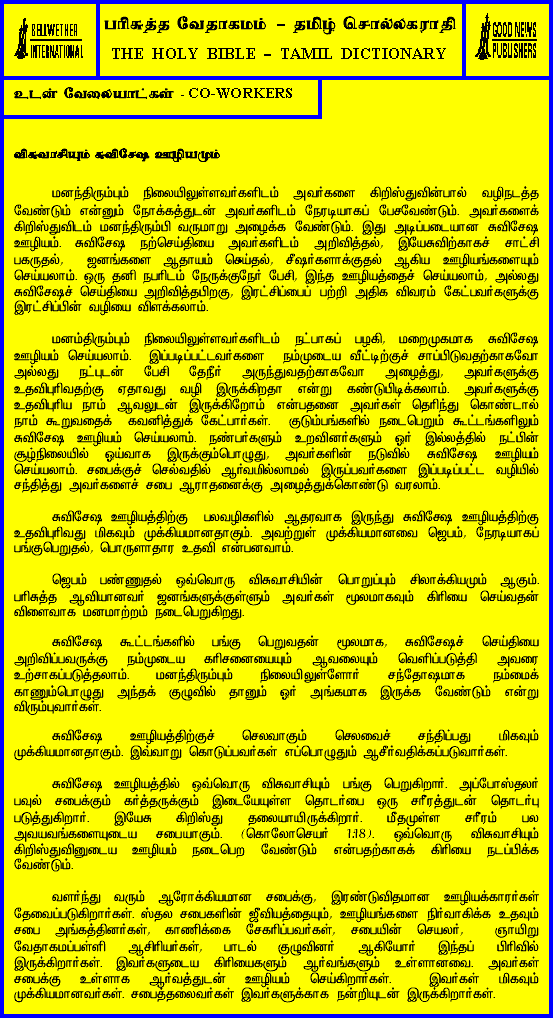 BELLWETHER
INTERNATIONAL
பரிசுத்த வேதாகமம் – தமிழ் சொல்லகராதி
THE HOLY BIBLE – TAMIL DICTIONARY
GOOD NEWS
PUBLISHERS
உடன் வேலையாட்கள் - CO-WORKERS
விசுவாசியும் சுவிசேஷ ஊழியமும்
மனந்திரும்பும் நிலையிலுள்ளவர்களிடம் அவர்களை கிறிஸ்துவின்பால் வழிநடத்த
வேண்டும் என்னும் நோக்கத்துடன் அவர்களிடம் நேரடியாகப் பேசவேண்டும். அவர்களைக்
கிறிஸ்துவிடம் மனந்திரும்பி வருமாறு அழைக்க வேண்டும். இது அடிப்படையான சுவிசேஷ
ஊழியம். சுவிசேஷ நற்செய்தியை அவர்களிடம் அறிவித்தல், இயேசுவிற்காகச் சாட்சி
பகருதல், ஜனங்களை ஆதாயம் செய்தல், சீஷர்களாக்குதல் ஆகிய ஊழியங்களையும்
செய்யலாம். ஒரு தனி நபரிடம் நேருக்குநேர் பேசி, இந்த ஊழியத்தைச் செய்யலாம், அல்லது
சுவிசேஷச் செய்தியை அறிவித்தபிறகு, இரட்சிப்பைப் பற்றி அதிக விவரம் கேட்பவர்களுக்கு
இரட்சிப்பின் வழியை விளக்கலாம்.
மனம்திரும்பும் நிலையிலுள்ளவர்களிடம் நட்பாகப் பழகி, மறைமுகமாக சுவிசேஷ
ஊழியம் செய்யலாம். இப்படிப்பட்டவர்களை நம்முடைய வீட்டிற்குச் சாப்பிடுவதற்காகவோ
அல்லது நட்புடன் பேசி தேநீர் அருந்துவதற்காகவோ அழைத்து, அவர்களுக்கு
உதவிபுரிவதற்கு ஏதாவது வழி இருக்கிறதா என்று கண்டுபிடிக்கலாம். அவர்களுக்கு
உதவிபுரிய நாம் ஆவலுடன் இருக்கிறோம் என்பதனை அவர்கள் தெரிந்து கொண்டால்
நாம் கூறுவதைக் கவனித்துக் கேட்பார்கள். குடும்பங்களில் நடைபெறும் கூட்டங்களிலும்
சுவிசேஷ ஊழியம் செய்யலாம். நண்பர்களும் உறவினர்களும் ஓர் இல்லத்தில் நட்பின்
சூழ்நிலையில் ஓய்வாக இருக்கும்பொழுது, அவர்களின் நடுவில் சுவிசேஷ ஊழியம்
செய்யலாம். சபைக்குச் செல்வதில் ஆர்வமில்லாமல் இருப்பவர்களை இப்படிப்பட்ட வழியில்
சந்தித்து அவர்களைச் சபை ஆராதனைக்கு அழைத்துக்கொண்டு வரலாம்.
சுவிசேஷ ஊழியத்திற்கு பலவழிகளில் ஆதரவாக இருந்து சுவிசேஷ ஊழியத்திற்கு
உதவிபுரிவது மிகவும் முக்கியமானதாகும். அவற்றுள் முக்கியமானவை ஜெபம், நேரடியாகப்
பங்குபெறுதல், பொருளாதார உதவி என்பனவாம்.
ஜெபம் பண்ணுதல் ஒவ்வொரு விசுவாசியின் பொறுப்பும் சிலாக்கியமும் ஆகும்.
பரிசுத்த ஆவியானவர் ஜனங்களுக்குள்ளும் அவர்கள் மூலமாகவும் கிரியை செய்வதன்
விளைவாக மனமாற்றம் நடைபெறுகிறது.
சுவிசேஷ கூட்டங்களில் பங்கு பெறுவதன் மூலமாக, சுவிசேஷச் செய்தியை
அறிவிப்பவருக்கு நம்முடைய கரிசனையையும் ஆவலையும் வெளிப்படுத்தி அவரை
உற்சாகப்படுத்தலாம். மனந்திரும்பும் நிலையிலுள்ளோர் சந்தோஷமாக நம்மைக்
காணும்பொழுது அந்தக் குழுவில் தானும் ஓர் அங்கமாக இருக்க வேண்டும் என்று
விரும்புவார்கள்.
சுவிசேஷ ஊழியத்திற்குச் செலவாகும் செலவைச் சந்திப்பது மிகவும்
முக்கியமானதாகும். இவ்வாறு கொடுப்பவர்கள் எப்பொழுதும் ஆசீர்வதிக்கப்படுவார்கள்.
சுவிசேஷ ஊழியத்தில் ஒவ்வொரு விசுவாசியும் பங்கு பெறுகிறார். அப்போஸ்தலர்
பவுல் சபைக்கும் கர்த்தருக்கும் இடையேயுள்ள தொடர்பை ஒரு சரீரத்துடன் தொடர்பு
படுத்துகிறார். இயேசு கிறிஸ்து தலையாயிருக்கிறார். மீதமுள்ள சரீரம் பல
அவயவங்களையுடைய சபையாகும். (கொலோசெயர் 1:18). ஒவ்வொரு விசுவாசியும்
கிறிஸ்துவினுடைய ஊழியம் நடைபெற வேண்டும் என்பதற்காகக் கிரியை நடப்பிக்க
வேண்டும்.
வளர்ந்து வரும் ஆரோக்கியமான சபைக்கு, இரண்டுவிதமான ஊழியக்காரர்கள்
தேவைப்படுகிறார்கள். ஸ்தல சபைகளின் ஜீவியத்தையும், ஊழியங்களை நிர்வாகிக்க உதவும்
சபை அங்கத்தினர்கள், காணிக்கை சேகரிப்பவர்கள், சபையின் செயலர், ஞாயிறு
வேதாகமப்பள்ளி ஆசிரியர்கள், பாடல் குழுவினர் ஆகியோர் இந்தப் பிரிவில்
இருக்கிறார்கள். இவர்களுடைய கிரியைகளும் ஆர்வங்களும் உள்ளானவை. அவர்கள்
சபைக்கு உள்ளாக ஆர்வத்துடன் ஊழியம் செய்கிறார்கள். இவர்கள் மிகவும்
முக்கியமானவர்கள். சபைத்தலைவர்கள் இவர்களுக்காக நன்றியுடன் இருக்கிறார்கள்.